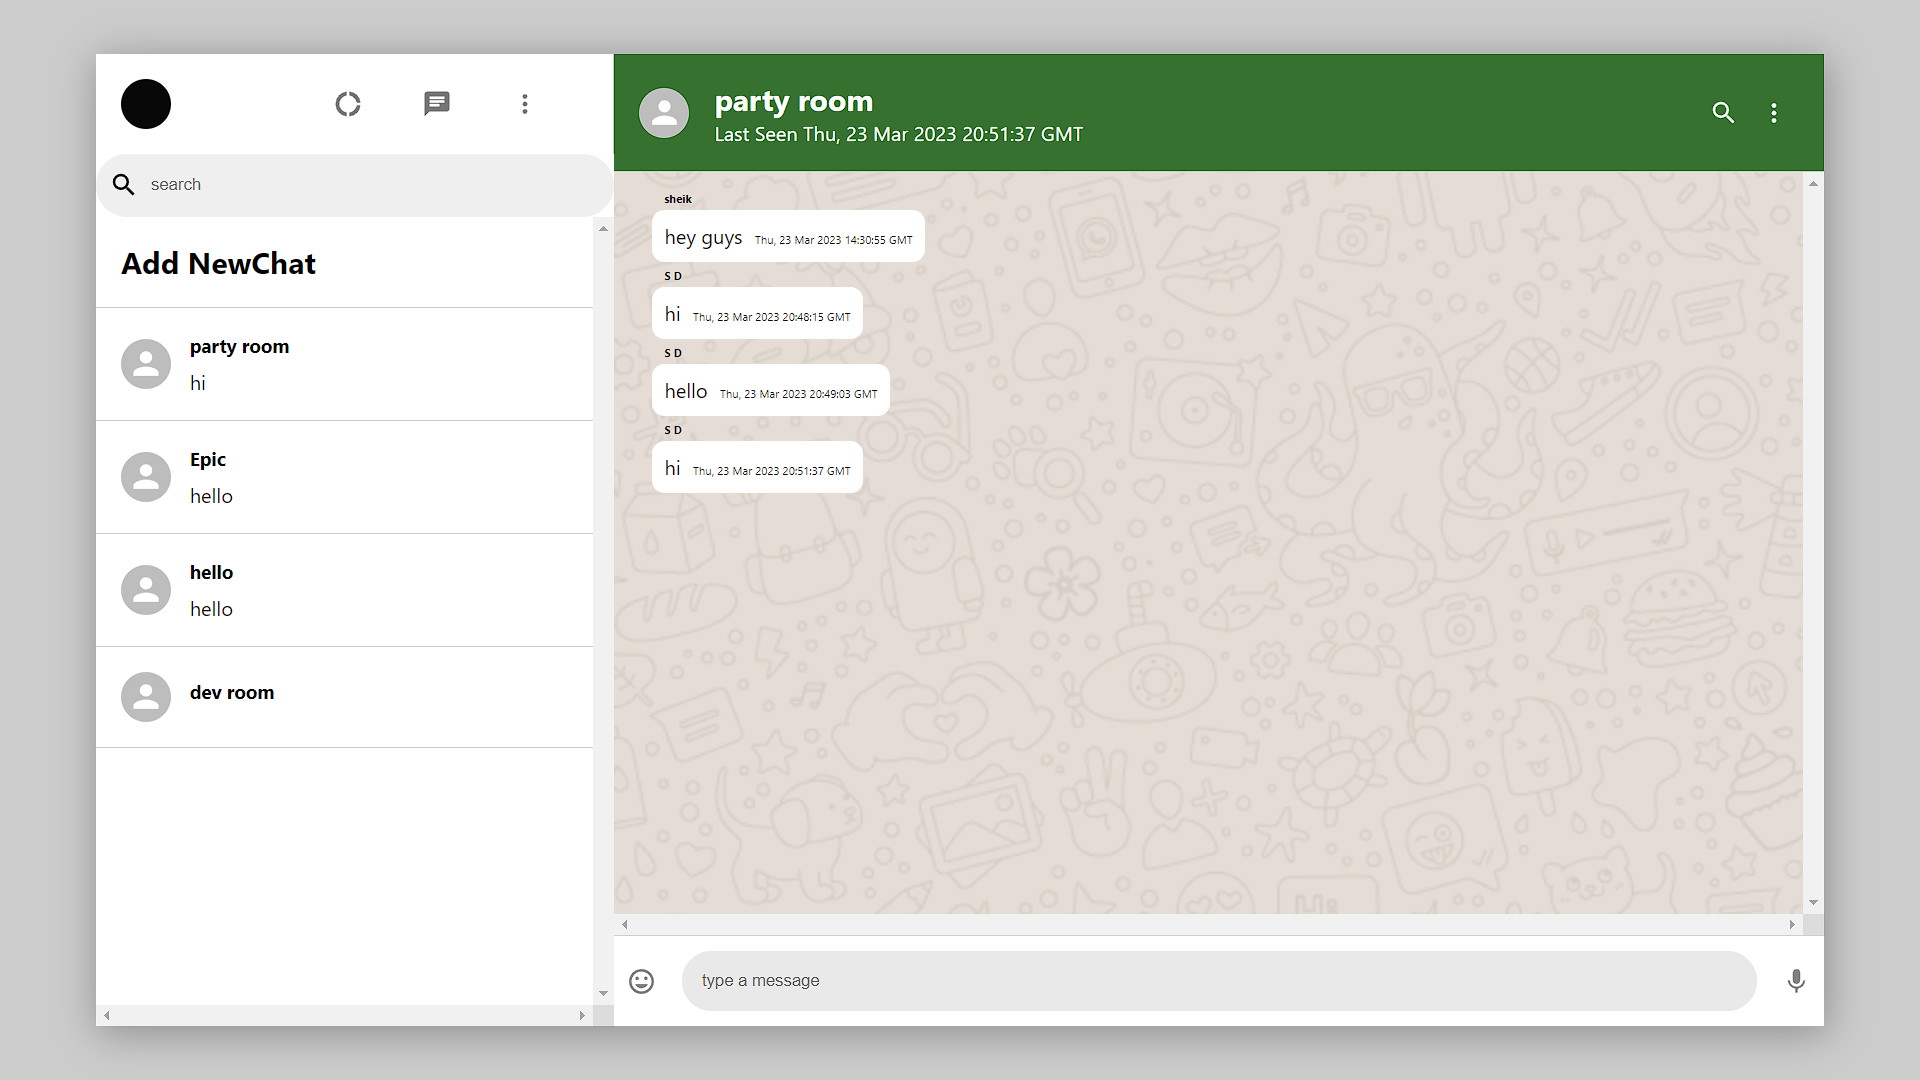 search
Add NewChat
party room
hi
Epic
hello
hello
hello
dev room
party room
Last Seen Thu, 23 Mar 2023 20:51:37 GMT
sheik
hey guys Thu, 23 Mar 2023 14:30:55 GMT
S D
hi Thu, 23 Mar 2023 20:48:15 GMT
S D
hello Thu, 23 Mar 2023 20:49:03 GMT
S D
hi Thu, 23 Mar 2023 20:51:37 GMT
Hi
type a message